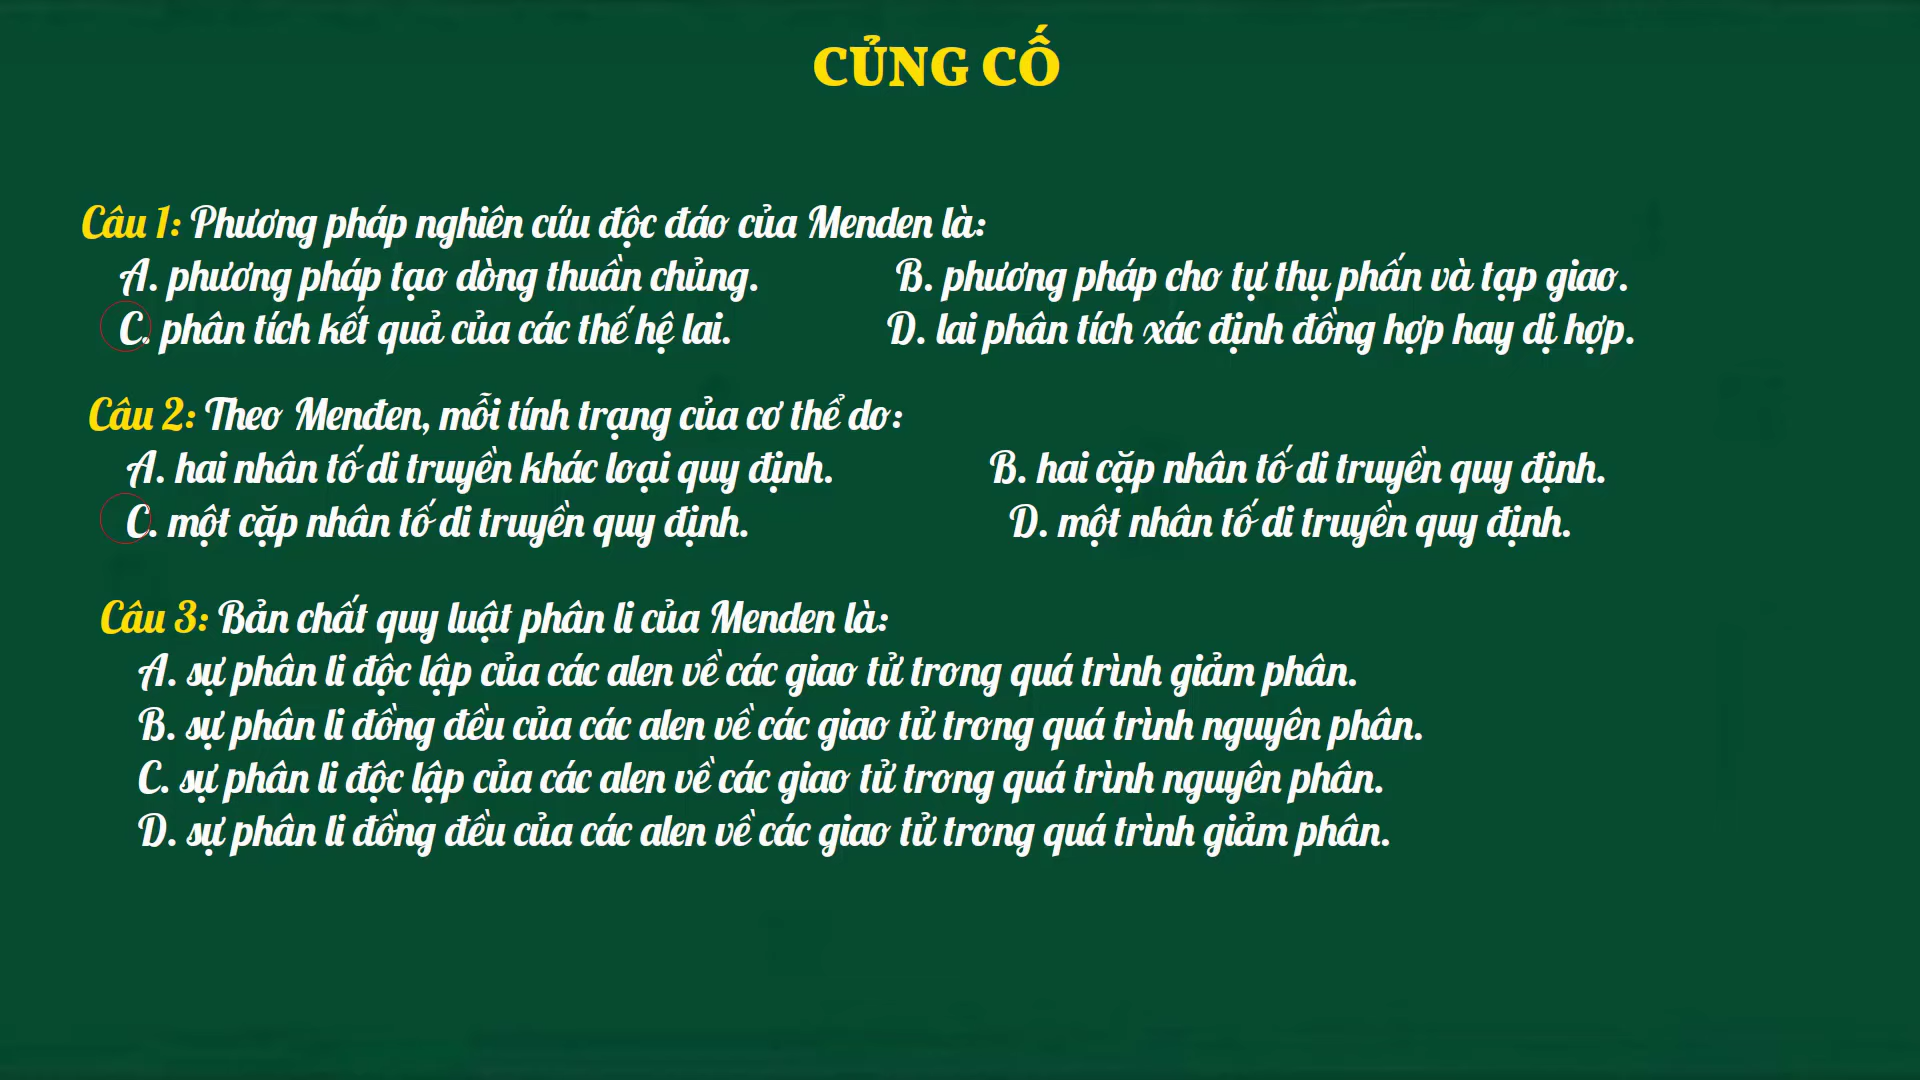 CỦNG CỐ
Câu 1: Phương pháp nghiên cứu độc đáo của Menden là:
A. phương pháp tạo dòng thuần chủng. B. phương pháp cho tự thụ phấn và tạp giao.
C. phân tích kết quả của các thế hệ lai. D. lai phân tích xác định đồng hợp hay dị hợp.
Câu 2: Theo Menđen, mỗi tính trạng của cơ thể do:
A. hai nhân tố di truyền khác loại quy định. B. hai cặp nhân tố di truyền quy định.
C. một cặp nhân tố di truyền quy định. D. một nhân tố di truyền quy định.
Câu 3: Bản chất quy luật phân li của Menden là:
A. sự phân li độc lập của các alen về các giao tử trong quá trình giảm phân.
B. sự phân li đồng đều của các alen về các giao tử trong quá trình nguyên phân.
C. sự phân li độc lập của các alen về các giao tử trong quá trình nguyên phân.
D. sự phân li đồng đều của các alen về các giao tử trong quá trình giảm phân.